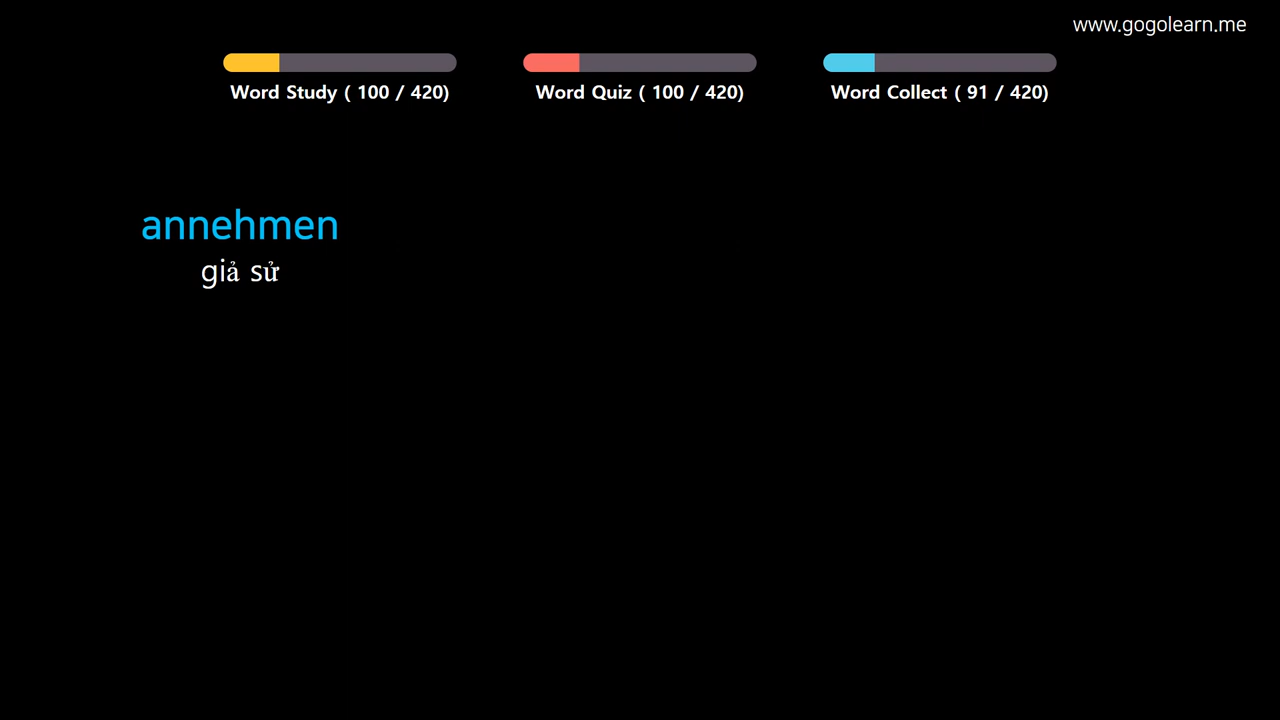 www.gogolearn.me
Word Study ( 100 / 420)
Word Quiz ( 100 / 420)
Word Collect ( 91 / 420)
annehmen
giả sử